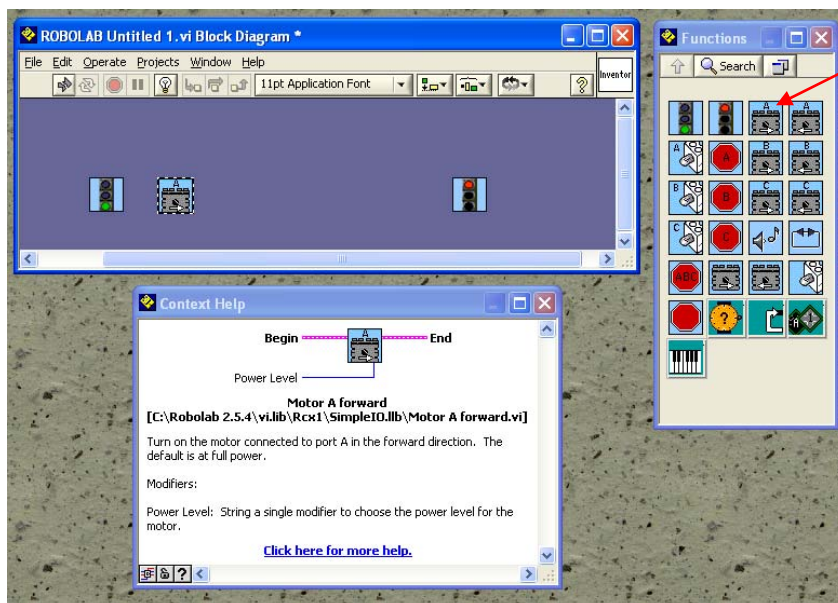 ROBOLAB Untitled 1.vi Block Diagram *
File Edit Operate Projects Window Help
11pt Application Font
?
Inventor
A
Functions
Search
A A
A A B B
B B C C
C C
ABC
?
A
Context Help
Begin A End
Power Level
Motor A forward
[C:\Robolab 2.5.4\vi.lib\Rcx1\SimpleIO.llb\Motor A forward.vi]
Turn on the motor connected to port A in the forward direction. The
default is at full power.
Modifiers:
Power Level: String a single modifier to choose the power level for the
motor.
Click here for more help.
?